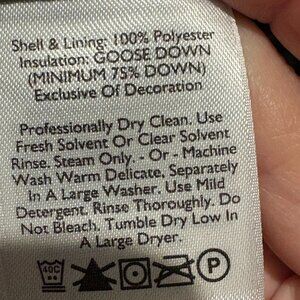 Shell & Lining: 100% Polyester
Insulation: GOOSE DOWN
(MINIMUM 75% DOWN)
Exclusive Of Decoration
Professionally Dry Clean. Use
Fresh Solvent Or Clear Solvent
Rinse. Steam Only. - Or - Machine
Wash Warm Delicate, Separately
In A Large Washer. Use Mild
Detergent. Rinse Thoroughly. Do
Not Bleach. Tumble Dry Low In
A Large Dryer.
40C P